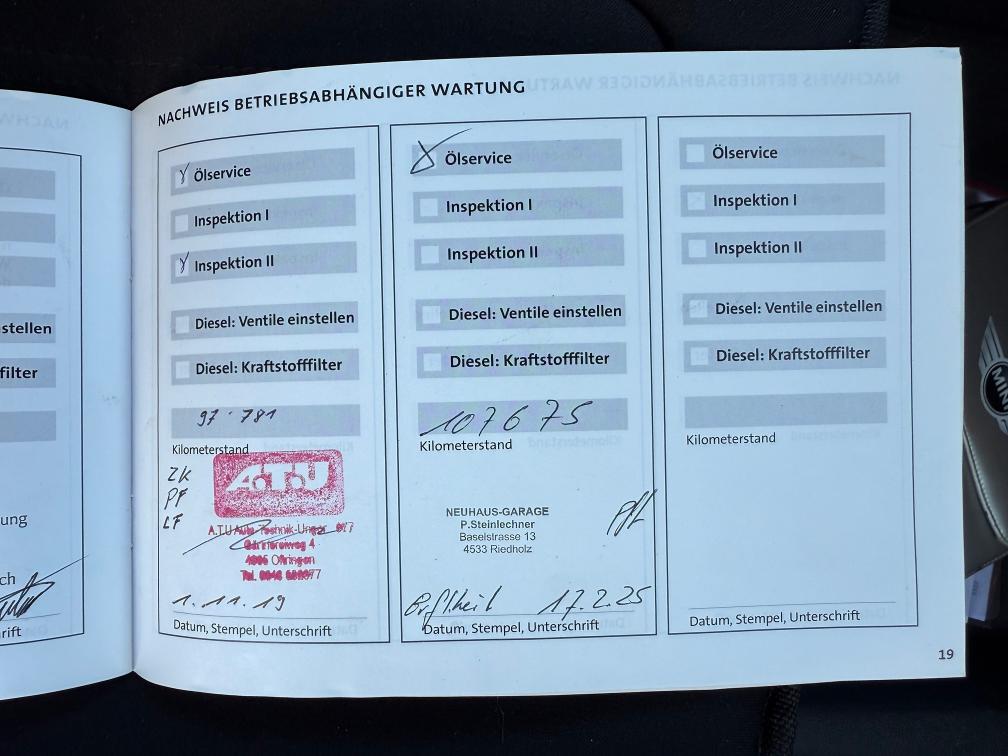 NACHWEIS BETRIEBSABHÄNGIGER WARTUNG
stellen
filter
ung
ch
rift
Ölservice
Inspektion I
Inspektion II
Diesel: Ventile einstellen
Diesel: Kraftstofffilter
97 781
Kilometerstand
ZK
PF
LF
A.T.U
4
Oftringen
1.11.19
Datum, Stempel, Unterschrift
Ölservice
Inspektion I
Inspektion II
Diesel: Ventile einstellen
Diesel: Kraftstofffilter
107675
Kilometerstand
NEUHAUS-GARAGE
P.Steinlechner
Baselstrasse 13
4533 Riedholz
17.2.25
Datum, Stempel, Unterschrift
Ölservice
Inspektion I
Inspektion II
Diesel: Ventile einstellen
Diesel: Kraftstofffilter
Kilometerstand
Datum, Stempel, Unterschrift
19
MINI